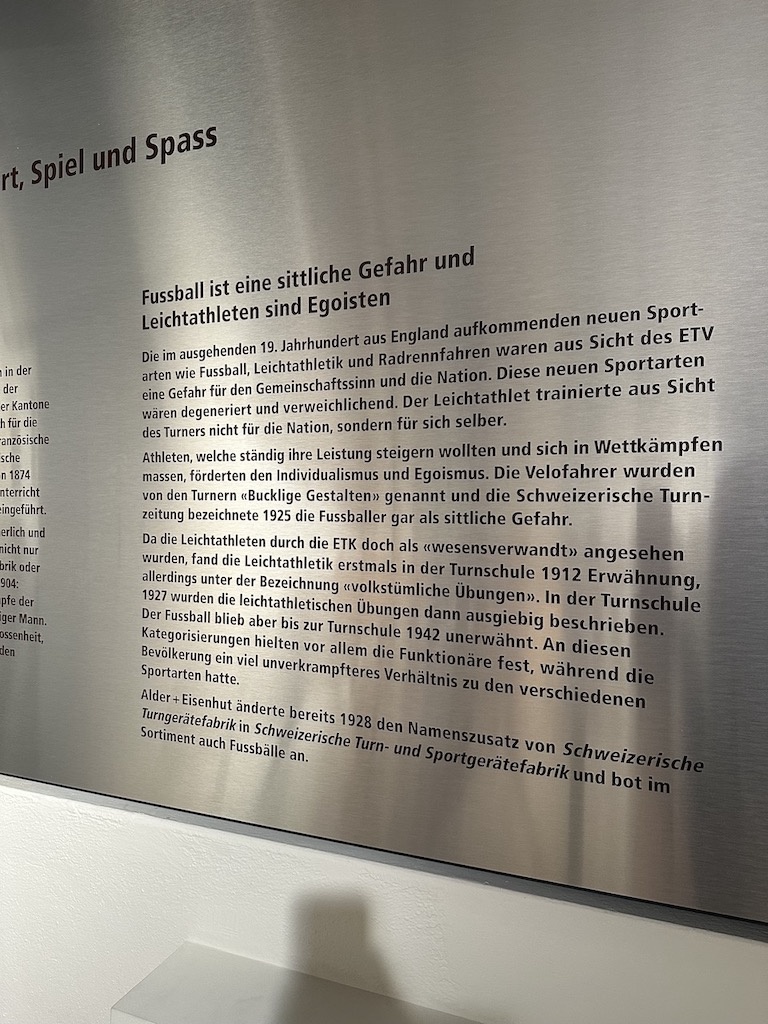 rt, Spiel und Spass
in der
der
er Kantone
h für die
anzösische
sche
n 1874
nterricht
eingeführt.
erlich und
nicht nur
brik oder
904:
pfe der
iger Mann.
ossenheit,
den
Fussball ist eine sittliche Gefahr und
Leichtathleten sind Egoisten
Die im ausgehenden 19. Jahrhundert aus England aufkommenden neuen Sport-
arten wie Fussball, Leichtathletik und Radrennfahren waren aus Sicht des ETV
eine Gefahr für den Gemeinschaftssinn und die Nation. Diese neuen Sportarten
wären degeneriert und verweichlichend. Der Leichtathlet trainierte aus Sicht
des Turners nicht für die Nation, sondern für sich selber.
Athleten, welche ständig ihre Leistung steigern wollten und sich in Wettkämpfen
massen, förderten den Individualismus und Egoismus. Die Velofahrer wurden
von den Turnern «Bucklige Gestalten» genannt und die Schweizerische Turn-
zeitung bezeichnete 1925 die Fussballer gar als sittliche Gefahr.
Da die Leichtathleten durch die ETK doch als «wesensverwandt» angesehen
wurden, fand die Leichtathletik erstmals in der Turnschule 1912 Erwähnung,
allerdings unter der Bezeichnung «volkstümliche Übungen». In der Turnschule
1927 wurden die leichtathletischen Übungen dann ausgiebig beschrieben.
Der Fussball blieb aber bis zur Turnschule 1942 unerwähnt. An diesen
Kategorisierungen hielten vor allem die Funktionäre fest, während die
Bevölkerung ein viel unverkrampfteres Verhältnis zu den verschiedenen
Sportarten hatte.
Alder+Eisenhut änderte bereits 1928 den Namenszusatz von Schweizerische
Turngerätefabrik in Schweizerische Turn- und Sportgerätefabrik und bot im
Sortiment auch Fussbälle an.